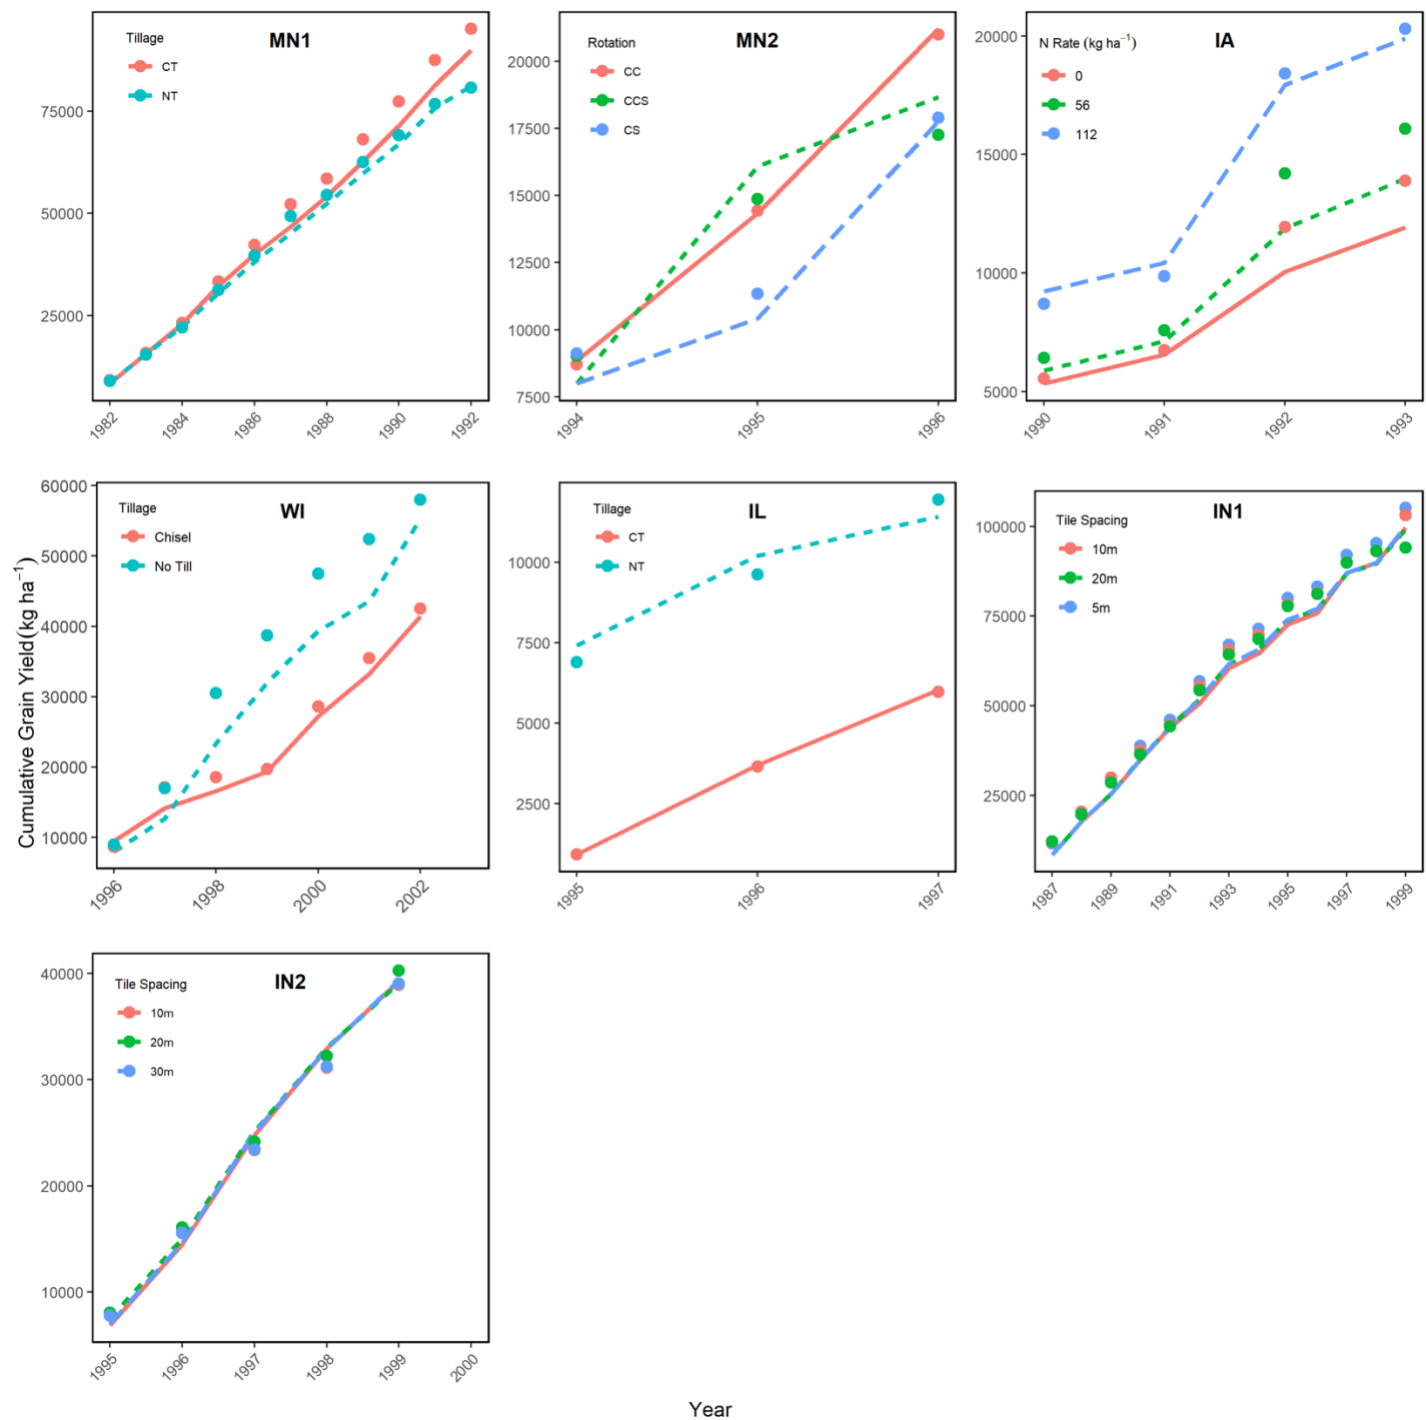 MN1
Tillage
CT
NT
75000
50000
25000
1982
1984
1986
1988
1990
1992
MN2
Rotation
CC
CCS
CS
20000
17500
15000
12500
10000
7500
1994
1995
1996
IA
N Rate (kg ha⁻¹)
0
56
112
20000
15000
10000
5000
1990
1991
1992
1993
Cumulative Grain Yield(kg ha⁻¹)
WI
Tillage
Chisel
No Till
60000
50000
40000
30000
20000
10000
1996
1998
2000
2002
IL
Tillage
CT
NT
10000
7500
5000
2500
1995
1996
1997
IN1
Tile Spacing
10m
20m
5m
100000
75000
50000
25000
1987
1989
1991
1993
1995
1997
1999
IN2
Tile Spacing
10m
20m
30m
40000
30000
20000
10000
1995
1996
1997
1998
1999
2000
Year